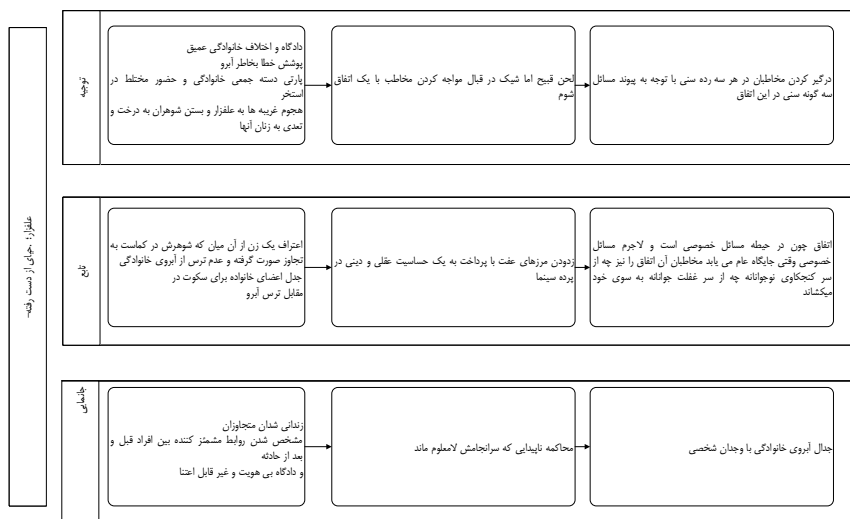 علفزار؛ ‹حیای از دست رفته-
توجیه
دادگاه و اختلاف خانوادگی عمیق
پوشش خطا بخاطر آبرو
پارتی دسته جمعی خانوادگی و حضور مختلط در
استخر
هجوم غریبه ها به علفزار و بستن شوهران به درخت و
تعدی به زنان آنها
لحن قبیح اما شیک در قبال مواجه کردن مخاطب با یک اتفاق
شوم
درگیر کردن مخاطبان در هر سه رده سنی با توجه به پیوند مسائل
سه گونه سنی در این اتفاق
تابع
اعتراف یک زن از آن میان که شوهرش در کماست به
تجاوز صورت گرفته و عدم ترس از آبروی خانوادگی
جدل اعضای خانواده برای سکوت در
مقابل ترس آبرو
زدودن مرزهای عفت با پرداخت به یک حساسیت عقلی و دینی در
پرده سینما
اتفاق چون در حیطه مسائل خصوصی است و لاجرم مسائل
خصوصی وقتی جایگاه عام می یابد مخاطبان آن اتفاق را نیز چه از
سر کنجکاوی نوجوانانه چه از سر غفلت جوانانه به سوی خود
میکشاند
جانمایی
زندانی شدان متجاوزان
مشخص شدن روابط مشمئز کننده بین افراد قبل و
بعد از حادثه
و دادگاه بی هویت و غیر قابل اعتنا
محاکمه ناپیدایی که سرانجامش لامعلوم ماند
جدال آبروی خانوادگی با وجدان شخصی